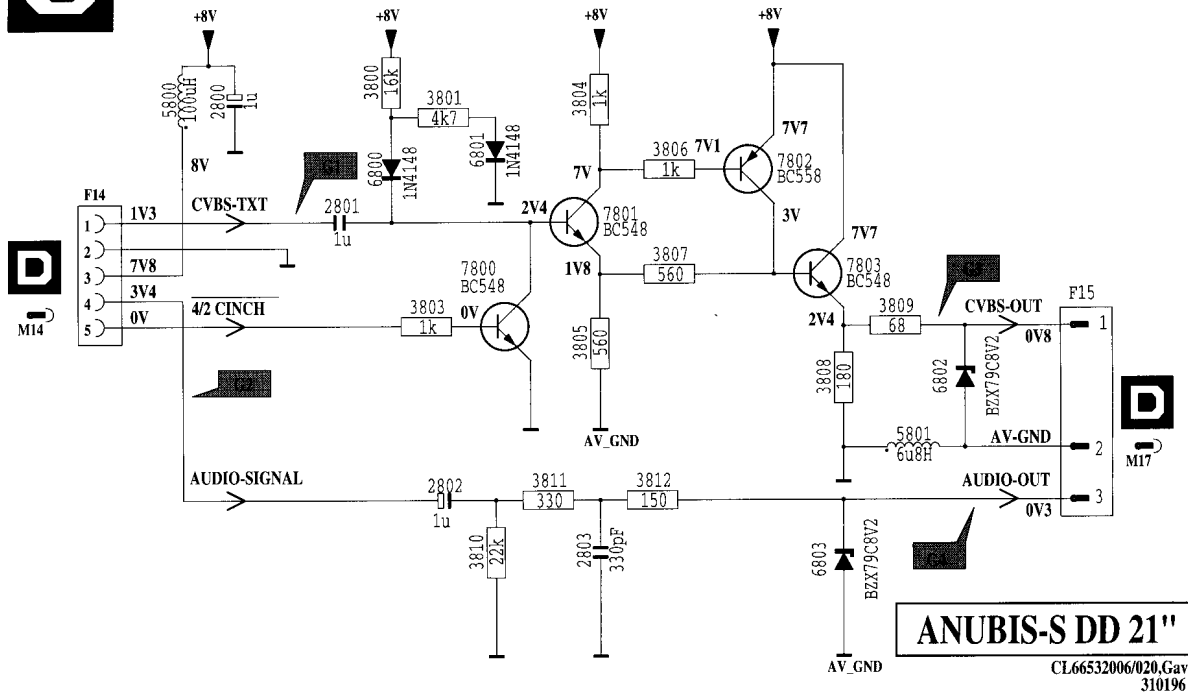 G
+8V
+8V
+8V
+8V
5800
100uH
2800
1u
3800
16k
3801
4k7
3804
1k
8V
6800
1N4148
6801
1N4148
7V
3806
1k
7V1
7V7
7802
BC558
F14
G1
1
1V3
CVBS-TXT
2801
1u
2V4
7801
BC548
3V
2
D
3
7V8
1V8
3807
560
7V7
7803
BC548
G3
4
3V4
7800
BC548
M14
5
0V
4/2 CINCH
3803
1k
0V
3805
560
2V4
3809
68
CVBS-OUT
0V8
F15
1
3808
180
6802
BZX79C8V2
D
G2
AV_GND
5801
6u8H
AV-GND
2
M17
AUDIO-SIGNAL
2802
1u
3811
330
3812
150
AUDIO-OUT
0V3
3
3810
22k
2803
330pF
6803
BZX79C8V2
G4
AV_GND
ANUBIS-S DD 21"
CL66532006/020,Gav
310196